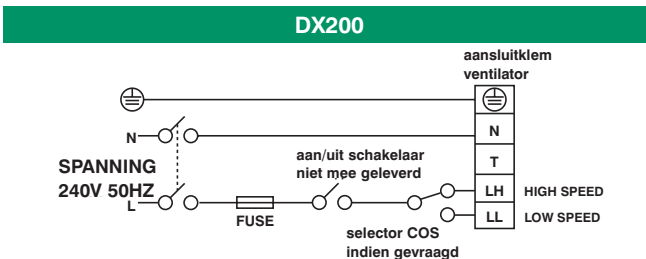 DX200
aansluitklem
ventilator
N
N
T
aan/uit schakelaar
niet mee geleverd
SPANNING
240V 50HZ
L
FUSE
LH HIGH SPEED
LL LOW SPEED
selector COS
indien gevraagd